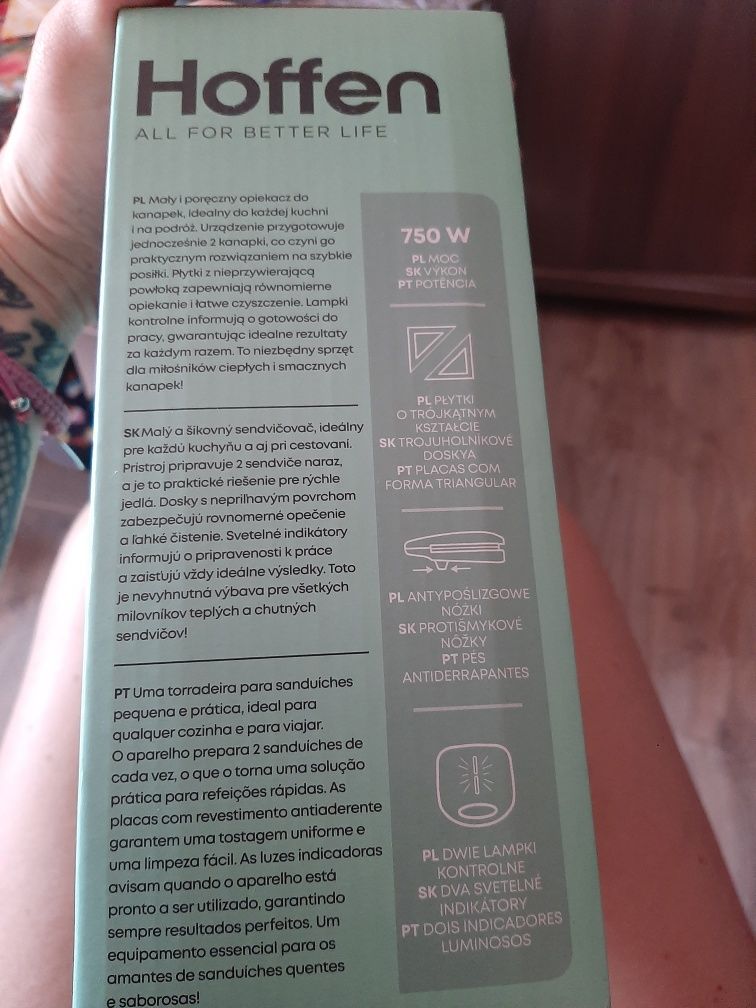 Hoffen
ALL FOR BETTER LIFE
PL Mały i poręczny opiekacz do
kanapek, idealny do każdej kuchni
i na podróż. Urządzenie przygotowuje
jednocześnie 2 kanapki, co czyni go
praktycznym rozwiązaniem na szybkie
posiłki. Płytki z nieprzywierającą
powłoką zapewniają równomierne
opiekanie i łatwe czyszczenie. Lampki
kontrolne informują o gotowości do
pracy, gwarantując idealne rezultaty
za każdym razem. To niezbędny sprzęt
dla miłośników ciepłych i smacznych
kanapek!
SK Malý a šikovný sendvičovač, ideálny
pre každú kuchyňu a aj pri cestovaní.
Prístroj pripravuje 2 sendviče naraz,
a je to praktické riešenie pre rýchle
jedlá. Dosky s nepriľnavým povrchom
zabezpečujú rovnomerné opečenie
a ľahké čistenie. Svetelné indikátory
informujú o pripravenosti k práce
a zaistujú vždy ideálne výsledky. Toto
je nevyhnutná výbava pre všetkých
milovníkov teplých a chutných
sendvičov!
PT Uma torradeira para sanduíches
pequena e prática, ideal para
qualquer cozinha e para viajar.
O aparelho prepara 2 sanduíches de
cada vez, o que o torna uma solução
prática para refeições rápidas. As
placas com revestimento antiaderente
garantem uma tostagem uniforme e
uma limpeza fácil. As luzes indicadoras
avisam quando o aparelho está
pronto a ser utilizado, garantindo
sempre resultados perfeitos. Um
equipamento essencial para os
amantes de sanduíches quentes
e saborosas!
750 W
PL MOC
SK VÝKON
PT POTÊNCIA
PL PŁYTKI
O TRÓJKĄTNYM
KSZTAŁCIE
SK TROJUHOLNÍKOVÉ
DOSKYA
PT PLACAS COM
FORMA TRIANGULAR
PL ANTYPOŚLIZGOWE
NÓŻKI
SK PROTIŠMYKOVÉ
NÔŽKY
PT PÉS
ANTIDERRAPANTES
PL DWIE LAMPKI
KONTROLNE
SK DVA SVETELNÉ
INDIKÁTORY
PT DOIS INDICADORES
LUMINOSOS